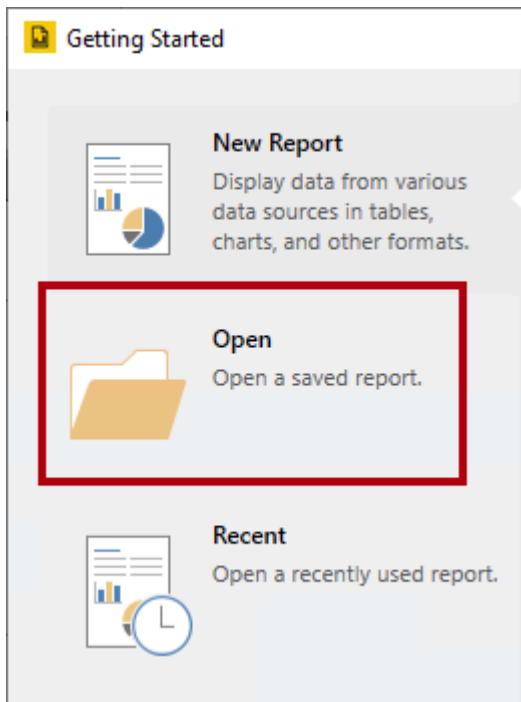 Getting Started
New Report
Display data from various
data sources in tables,
charts, and other formats.
Open
Open a saved report.
Recent
Open a recently used report.